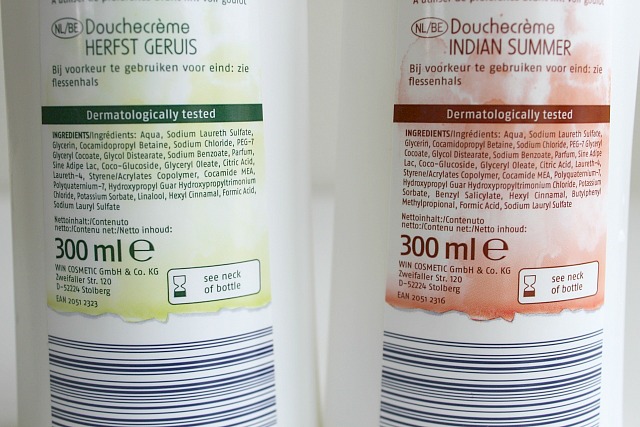 NL/BE Douchecrème
HERFST GERUIS
Bij voorkeur te gebruiken voor eind: zie
flessenhals
Dermatologically tested
INGREDIENTS/Ingrédients: Aqua, Sodium Laureth Sulfate,
Glycerin, Cocamidopropyl Betaine, Sodium Chloride, PEG-7
Glyceryl Cocoate, Glycol Distearate, Sodium Benzoate, Parfum,
Sine Adipe Lac, Coco-Glucoside, Glyceryl Oleate, Citric Acid,
Laureth-4, Styrene/Acrylates Copolymer, Cocamide MEA,
Polyquaternium-7, Hydroxypropyl Guar Hydroxypropyltrimonium
Chloride, Potassium Sorbate, Linalool, Hexyl Cinnamal, Formic Acid,
Sodium Lauryl Sulfate
Nettoinhalt:/Contenuto
netto:/Contenu net:/Netto inhoud:
300 ml e
WIN COSMETIC GmbH & Co. KG
Zweifaller Str. 120
D-52224 Stolberg
EAN 2051 2323
see neck
of bottle
NL/BE Douchecrème
INDIAN SUMMER
Bij voorkeur te gebruiken voor eind: zie
flessenhals
Dermatologically tested
INGREDIENTS/Ingrédients: Aqua, Sodium Laureth Sulfate,
Glycerin, Cocamidopropyl Betaine, Sodium Chloride, PEG-7 Glyceryl
Cocoate, Glycol Distearate, Sodium Benzoate, Parfum, Sine Adipe
Lac, Coco-Glucoside, Glyceryl Oleate, Citric Acid, Laureth-4,
Styrene/Acrylates Copolymer, Cocamide MEA, Polyquaternium-7,
Hydroxypropyl Guar Hydroxypropyltrimonium Chloride, Potassium
Sorbate, Benzyl Salicylate, Hexyl Cinnamal, Butylphenyl
Methylpropional, Formic Acid, Sodium Lauryl Sulfate
Nettoinhalt:/Contenuto
netto:/Contenu net:/Netto inhoud:
300 ml e
WIN COSMETIC GmbH & Co. KG
Zweifaller Str. 120
D-52224 Stolberg
EAN 2051 2316
see neck
of bottle